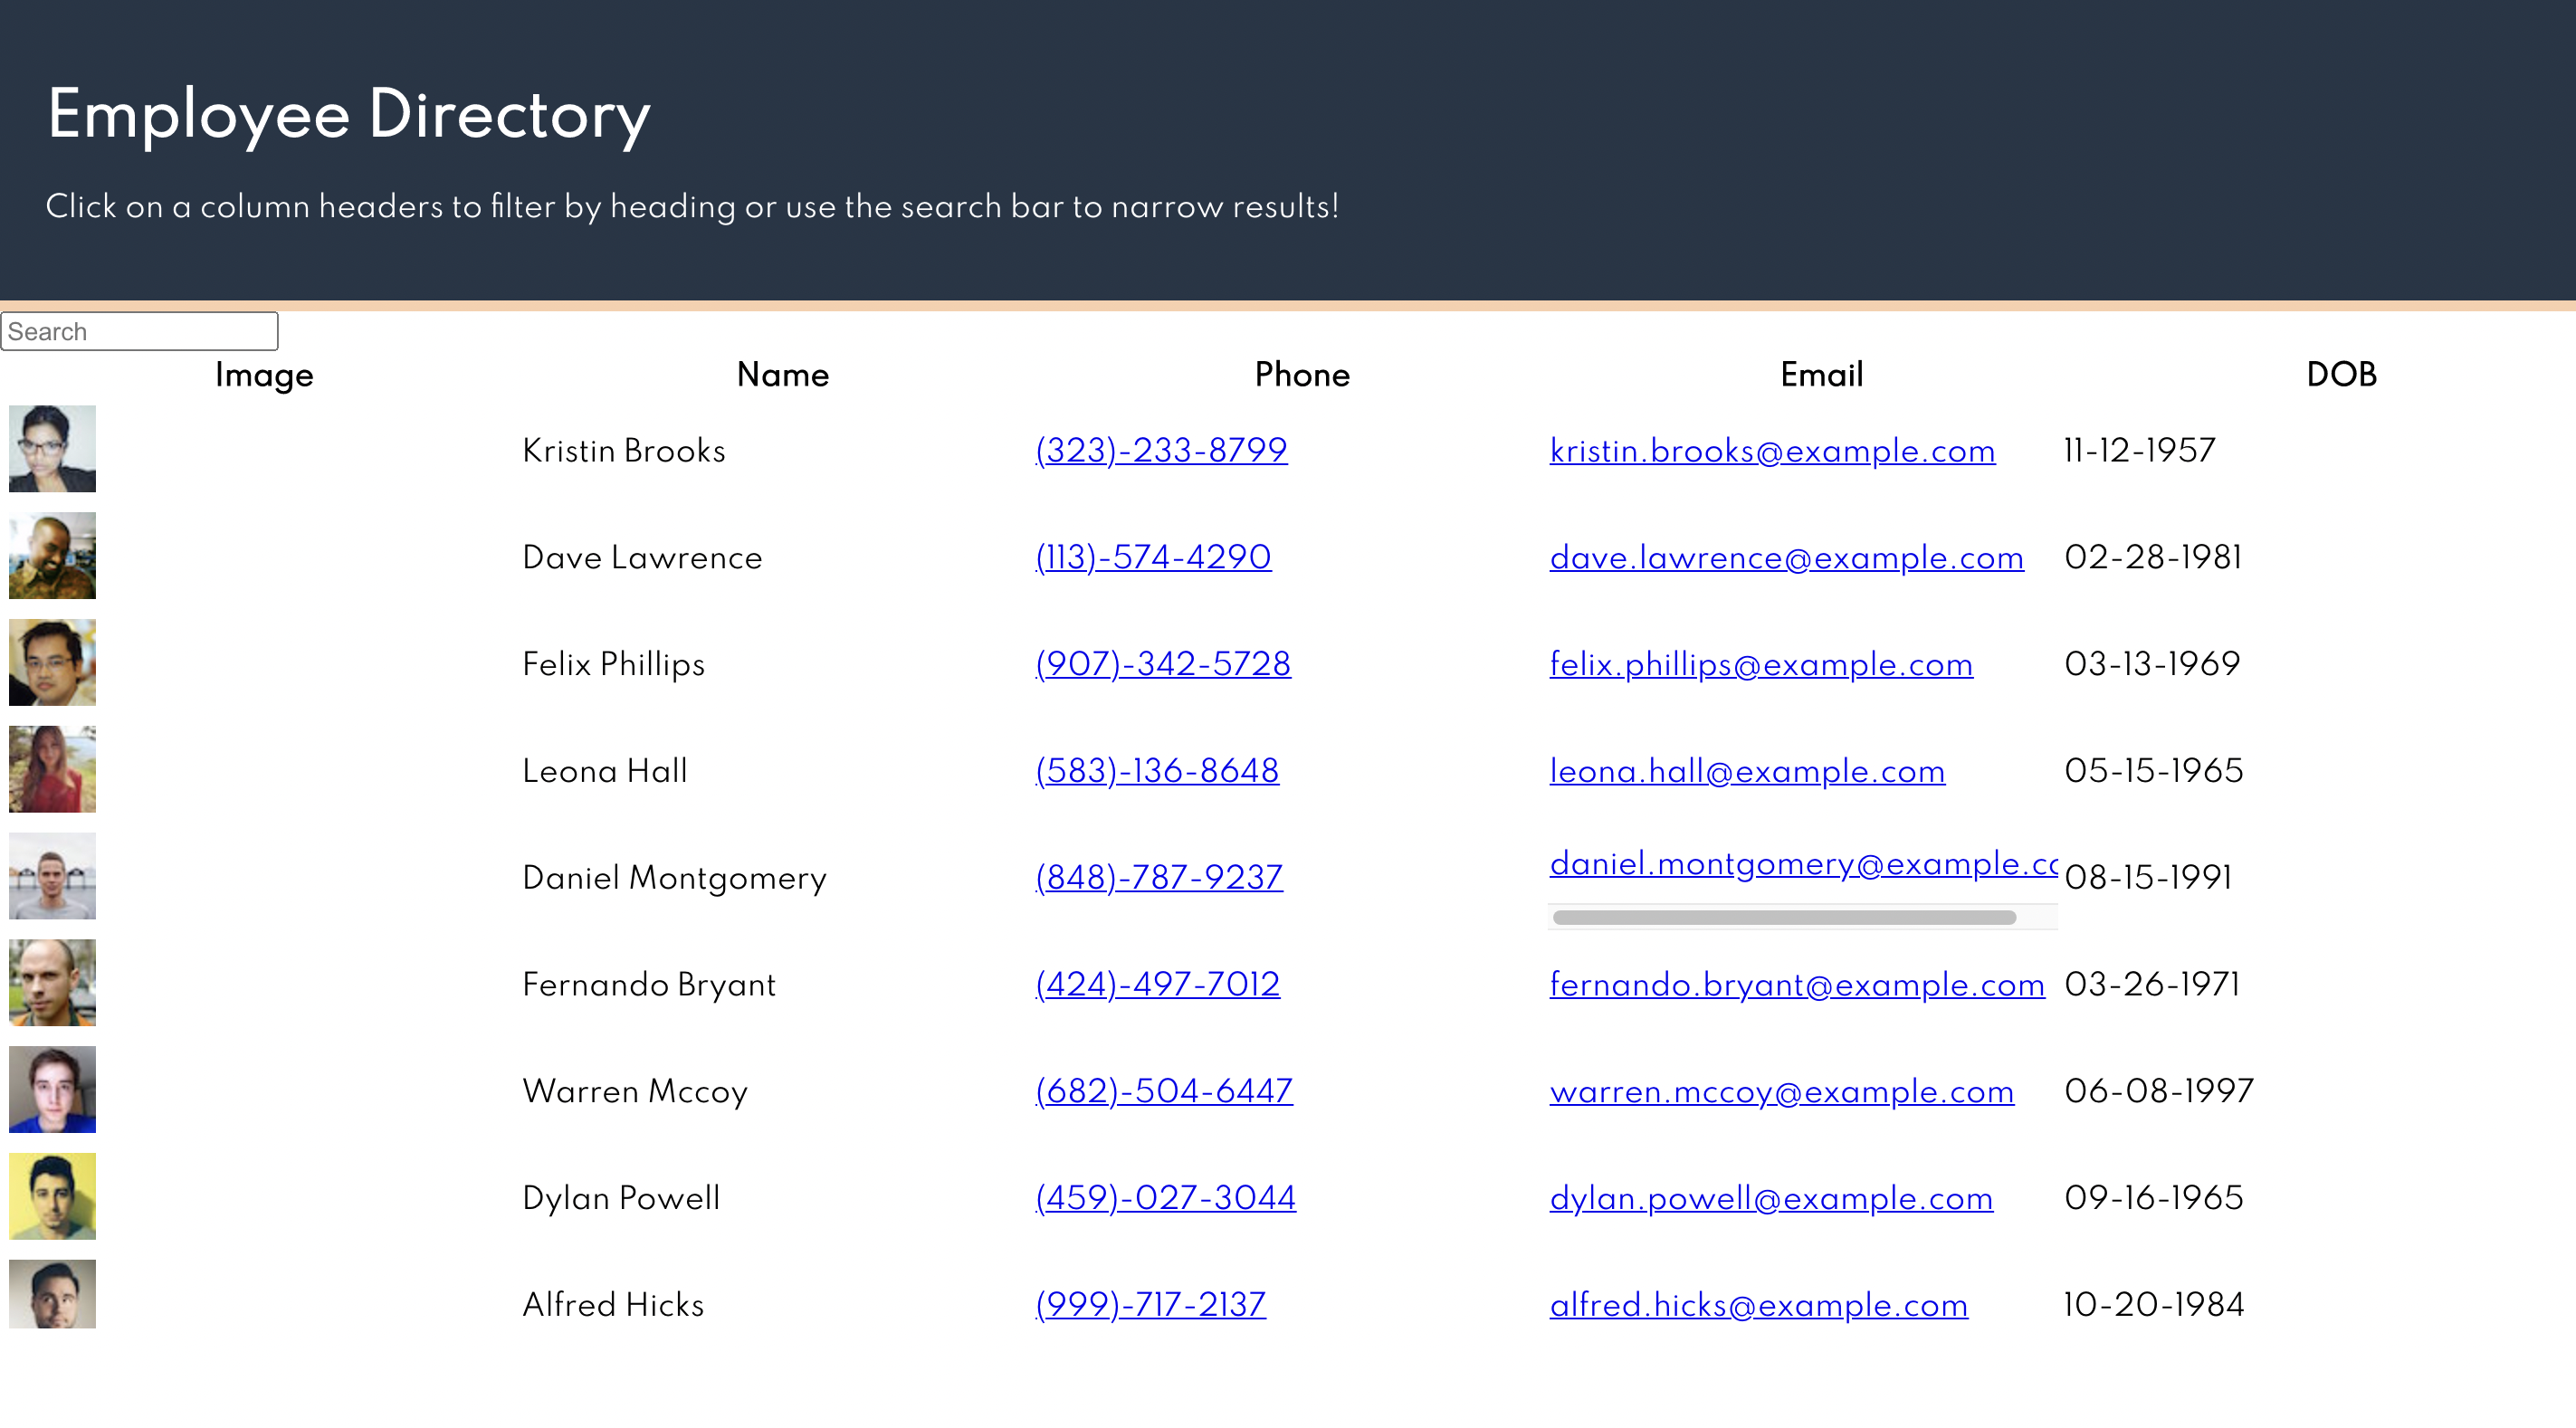 Employee Directory
Click on a column headers to filter by heading or use the search bar to narrow results!
Search
Image Name Phone Email DOB
Kristin Brooks (323)-233-8799 kristin.brooks@example.com 11-12-1957
Dave Lawrence (113)-574-4290 dave.lawrence@example.com 02-28-1981
Felix Phillips (907)-342-5728 felix.phillips@example.com 03-13-1969
Leona Hall (583)-136-8648 leona.hall@example.com 05-15-1965
Daniel Montgomery (848)-787-9237 daniel.montgomery@example.co 08-15-1991
Fernando Bryant (424)-497-7012 fernando.bryant@example.com 03-26-1971
Warren Mccoy (682)-504-6447 warren.mccoy@example.com 06-08-1997
Dylan Powell (459)-027-3044 dylan.powell@example.com 09-16-1965
Alfred Hicks (999)-717-2137 alfred.hicks@example.com 10-20-1984